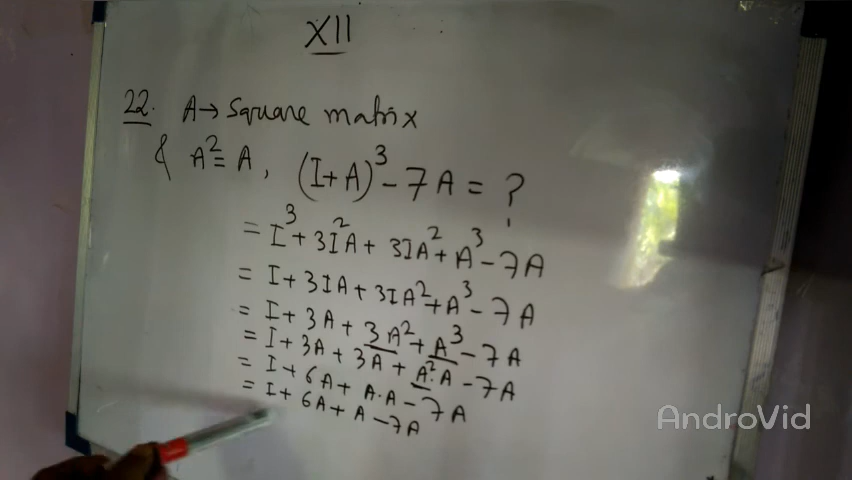 XII
22. A→ Square matrix
& A²= A, (I+A)³-7A = ?
= I³+3I²A+ 3IA²+A³-7A
= I+3IA+3IA²+A³-7A
= I+3A+3A²+A³-7A
= I+3A+3A+A².A-7A
= I+6A+A.A-7A
= I+6A+A-7A
AndroVid